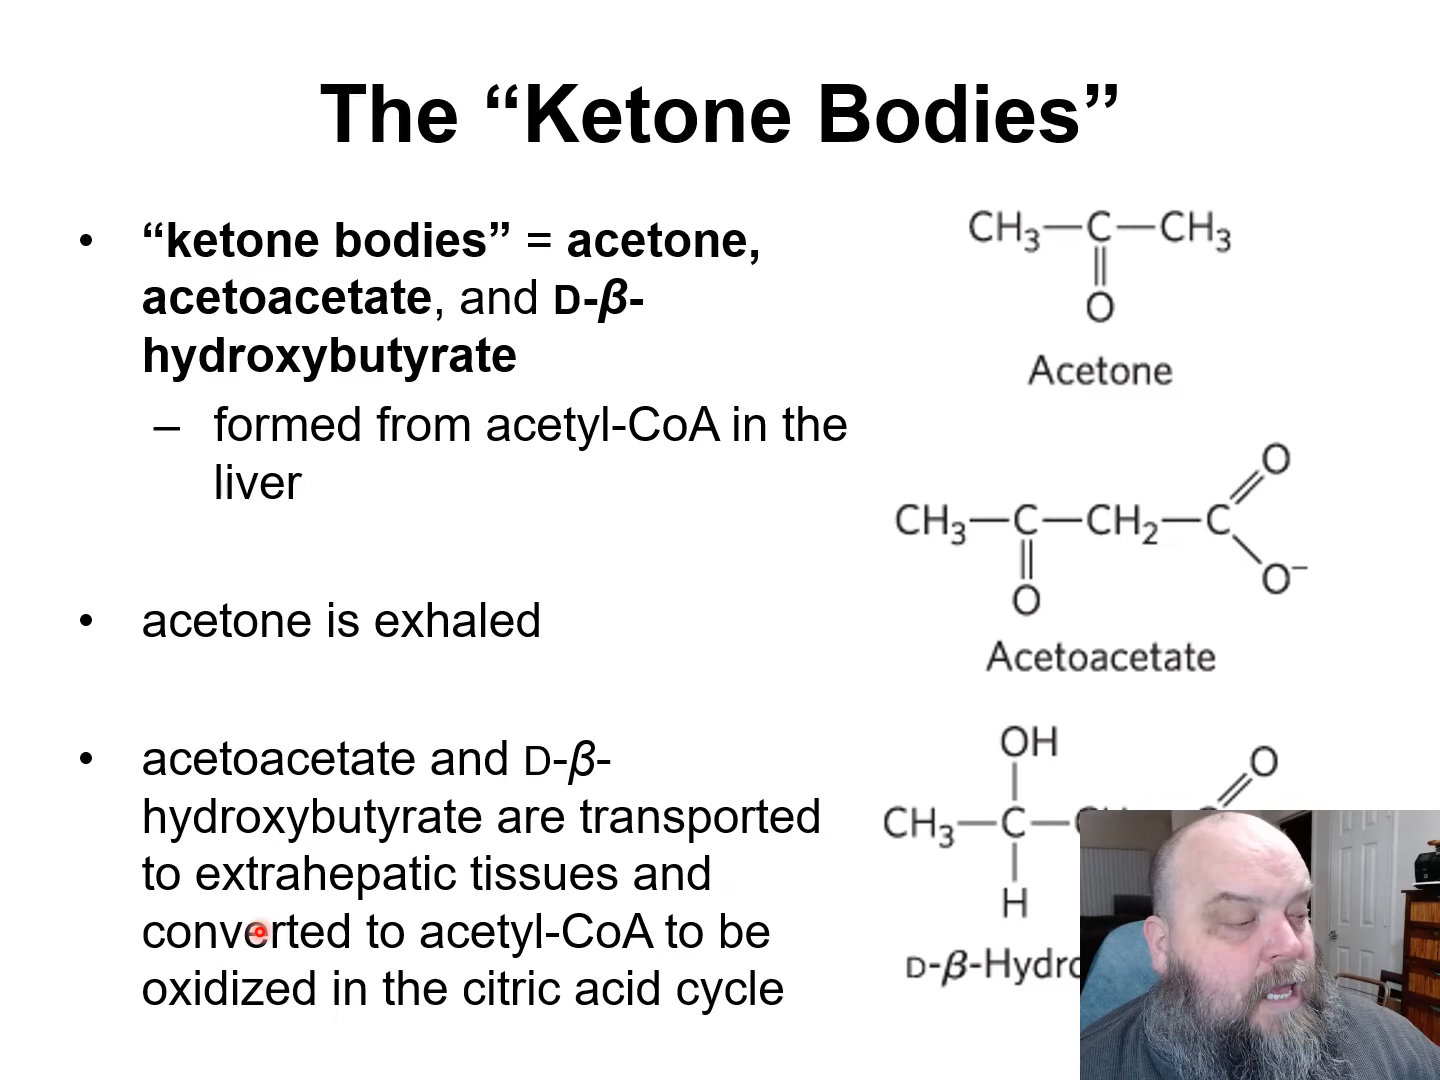 The “Ketone Bodies”
• “ketone bodies” = acetone,
acetoacetate, and D-β-
hydroxybutyrate
– formed from acetyl-CoA in the
liver
• acetone is exhaled
• acetoacetate and D-β-
hydroxybutyrate are transported
to extrahepatic tissues and
converted to acetyl-CoA to be
oxidized in the citric acid cycle
CH₃—C—CH₃
O
Acetone
O
CH₃—C—CH₂—C
O⁻
O
Acetoacetate
OH
O
CH₃—C—
H
D-β-Hydro